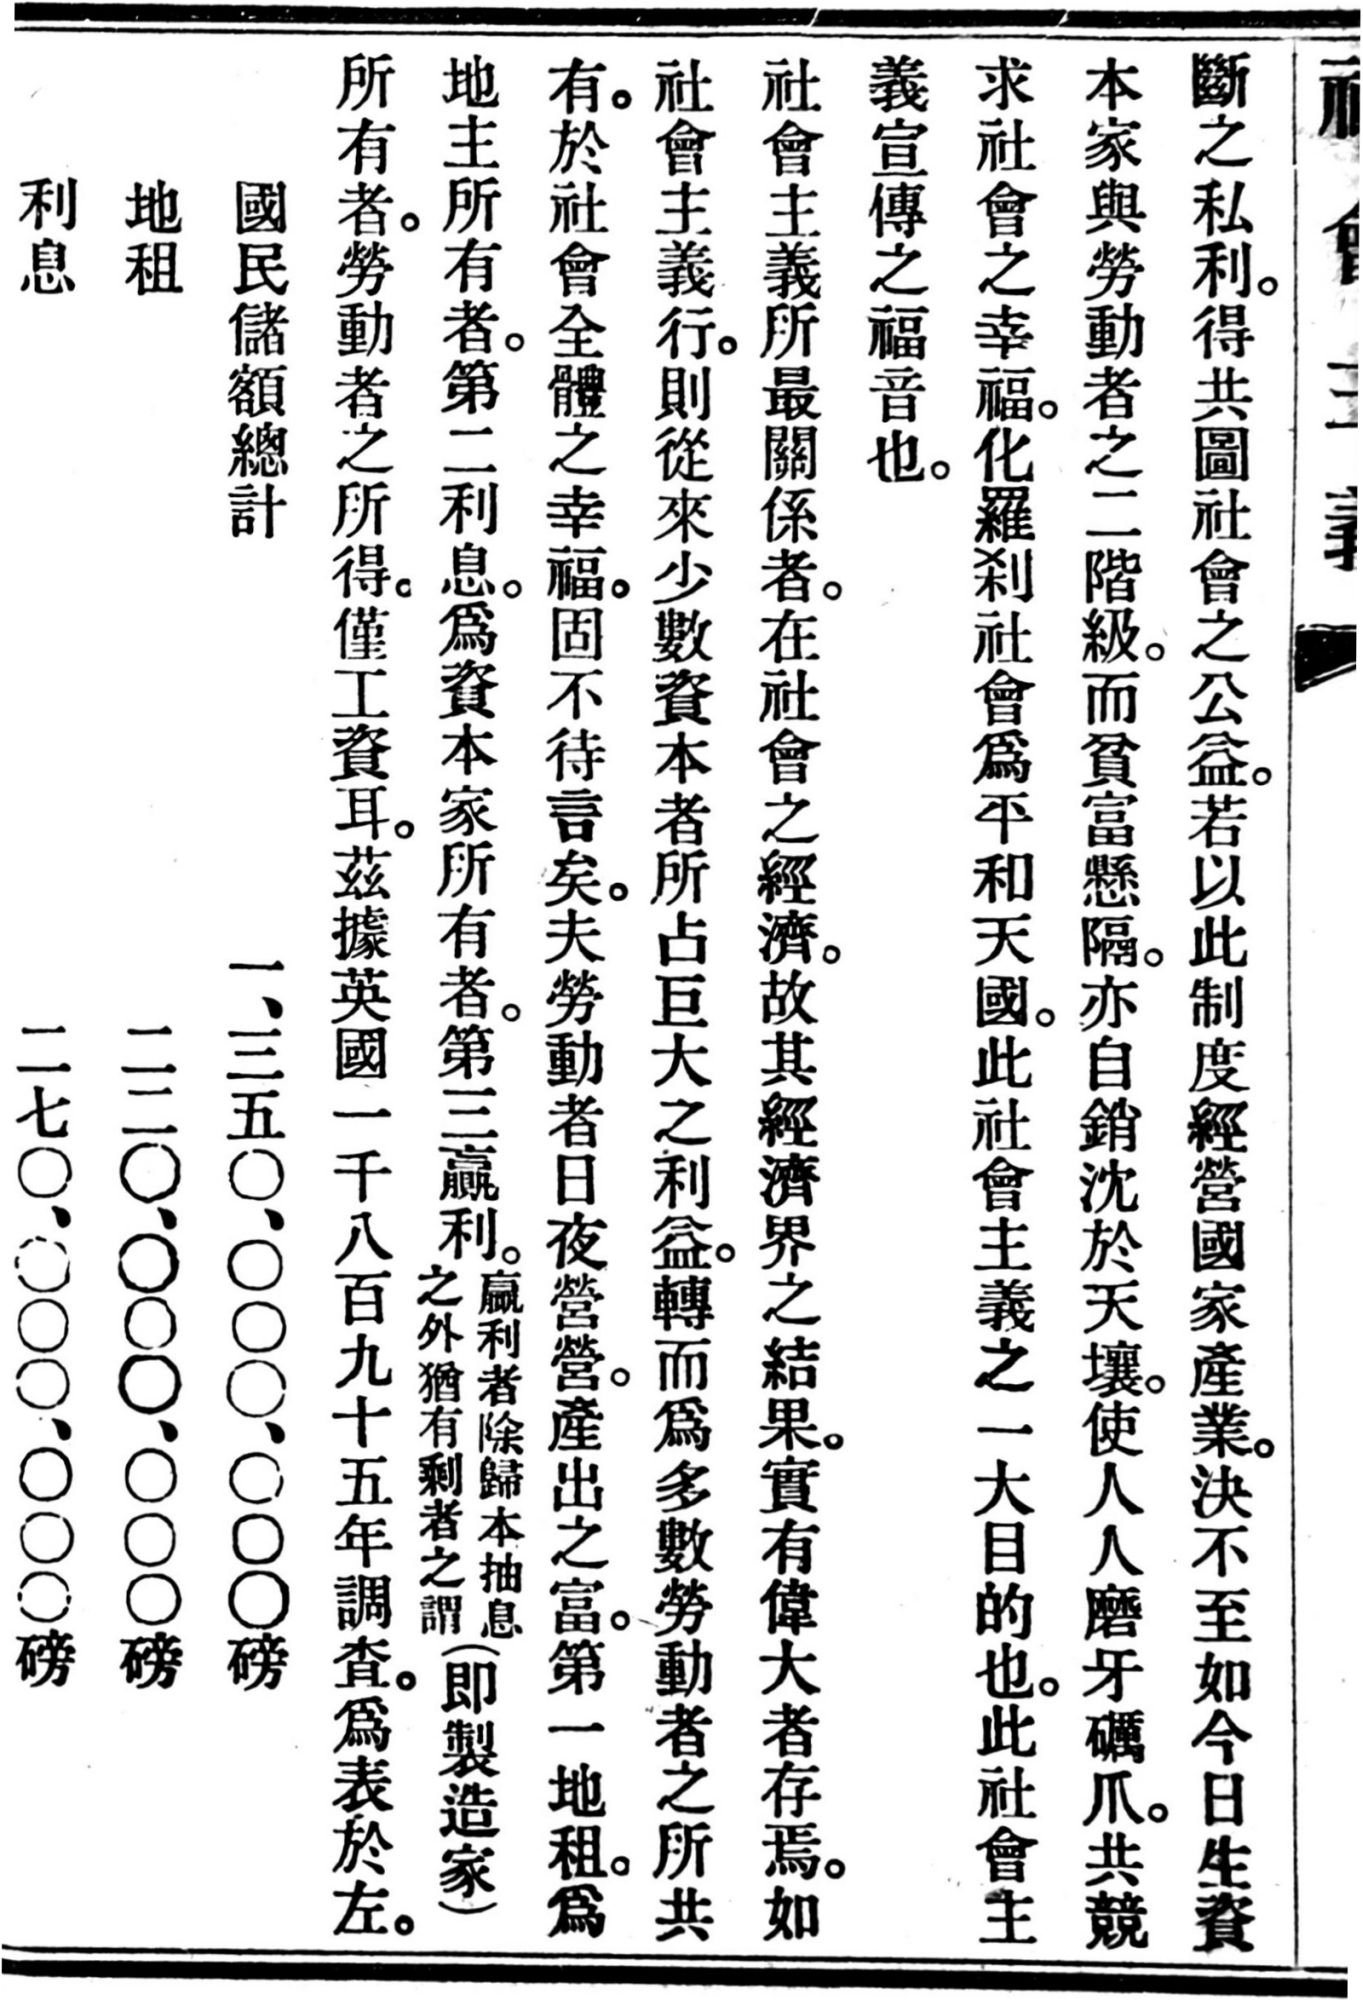 社會主義
斷之私利。得共圖社會之公益。若以此制度經營國家產業。決不至如今日生資
本家與勞動者之二階級。而貧富懸隔。亦自銷沈於天壤。使人人磨牙礪爪。共競
求社會之幸福。化羅刹社會爲平和天國。此社會主義之一大目的也。此社會主
義宣傳之福音也。
社會主義所最關係者。在社會之經濟。故其經濟界之結果。實有偉大者存焉。如
社會主義行。則從來少數資本者所占巨大之利益。轉而爲多數勞動者之所共
有。於社會全體之幸福。固不待言矣。夫勞動者日夜營營。產出之富。第一地租。爲
地主所有者。第二利息。爲資本家所有者。第三贏利。贏利者除歸本抽息之外猶有剩者之謂(即製造家)
所有者。勞動者之所得。僅工資耳。茲據英國一千八百九十五年調查。爲表於左。
國民儲額總計 一、三五〇、〇〇〇、〇〇〇磅
地租 二二〇、〇〇〇、〇〇〇磅
利息 二七〇、〇〇〇、〇〇〇磅